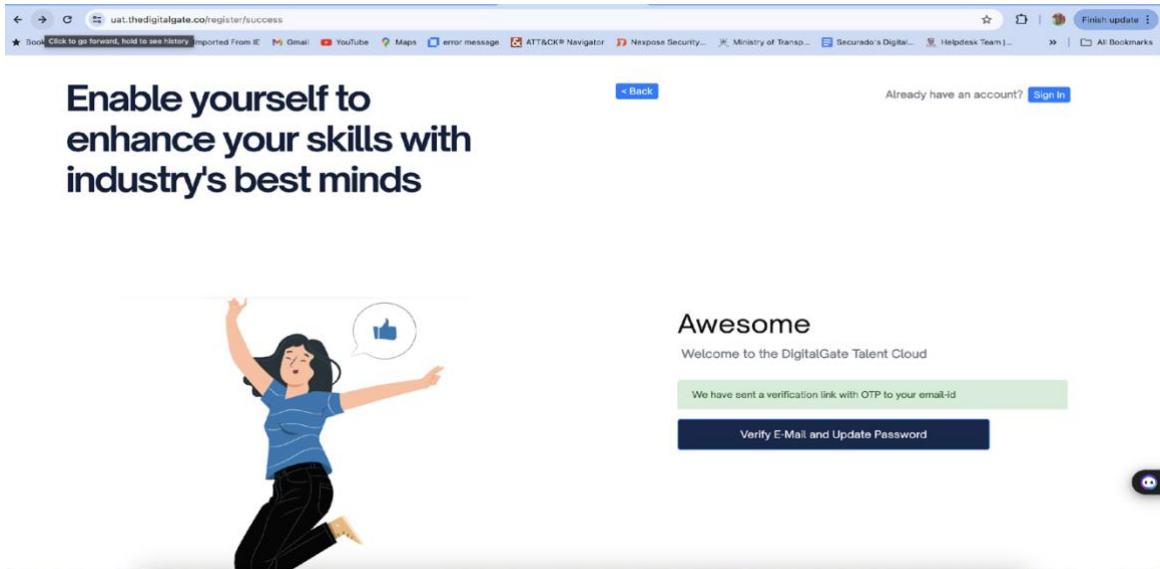 uat.thedigitalgate.co/register/success
Finish update
Book
Click to go forward, hold to see history
mported From IE
Gmail
YouTube
Maps
error message
ATT&CK® Navigator
Nexpose Security...
Ministry of Transp...
Securado's Digital...
Helpdesk Team |...
»
All Bookmarks
Enable yourself to
enhance your skills with
industry's best minds
< Back
Already have an account? Sign In
Awesome
Welcome to the DigitalGate Talent Cloud
We have sent a verification link with OTP to your email-id
Verify E-Mail and Update Password